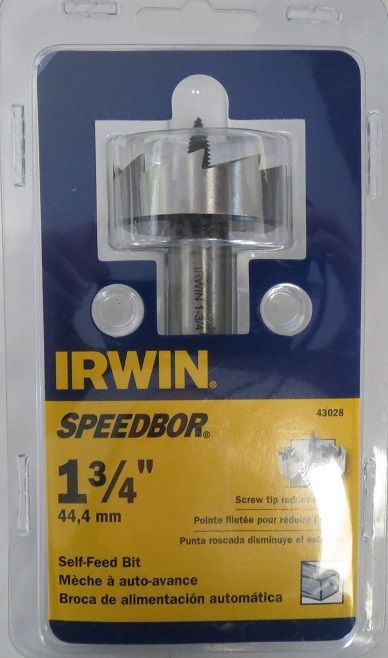 IRWIN 1-3/4
IRWIN®
SPEEDBOR®
43028
1 3/4"
44,4 mm
Screw tip
Pointe filetée pour réduire
Punta roscada disminuye el
Self-Feed Bit
Mèche à auto-avance
Broca de alimentación automática